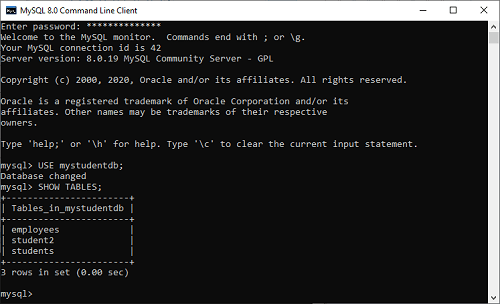 MySQL 8.0 Command Line Client
Enter password: **************
Welcome to the MySQL monitor.  Commands end with ; or \g.
Your MySQL connection id is 42
Server version: 8.0.19 MySQL Community Server - GPL
Copyright (c) 2000, 2020, Oracle and/or its affiliates. All rights reserved.
Oracle is a registered trademark of Oracle Corporation and/or its
affiliates. Other names may be trademarks of their respective
owners.
Type 'help;' or '\h' for help. Type '\c' to clear the current input statement.
mysql> USE mystudentdb;
Database changed
mysql> SHOW TABLES;
+-----------------------+
| Tables_in_mystudentdb |
+-----------------------+
| employees             |
| student2              |
| students              |
+-----------------------+
3 rows in set (0.00 sec)
mysql>